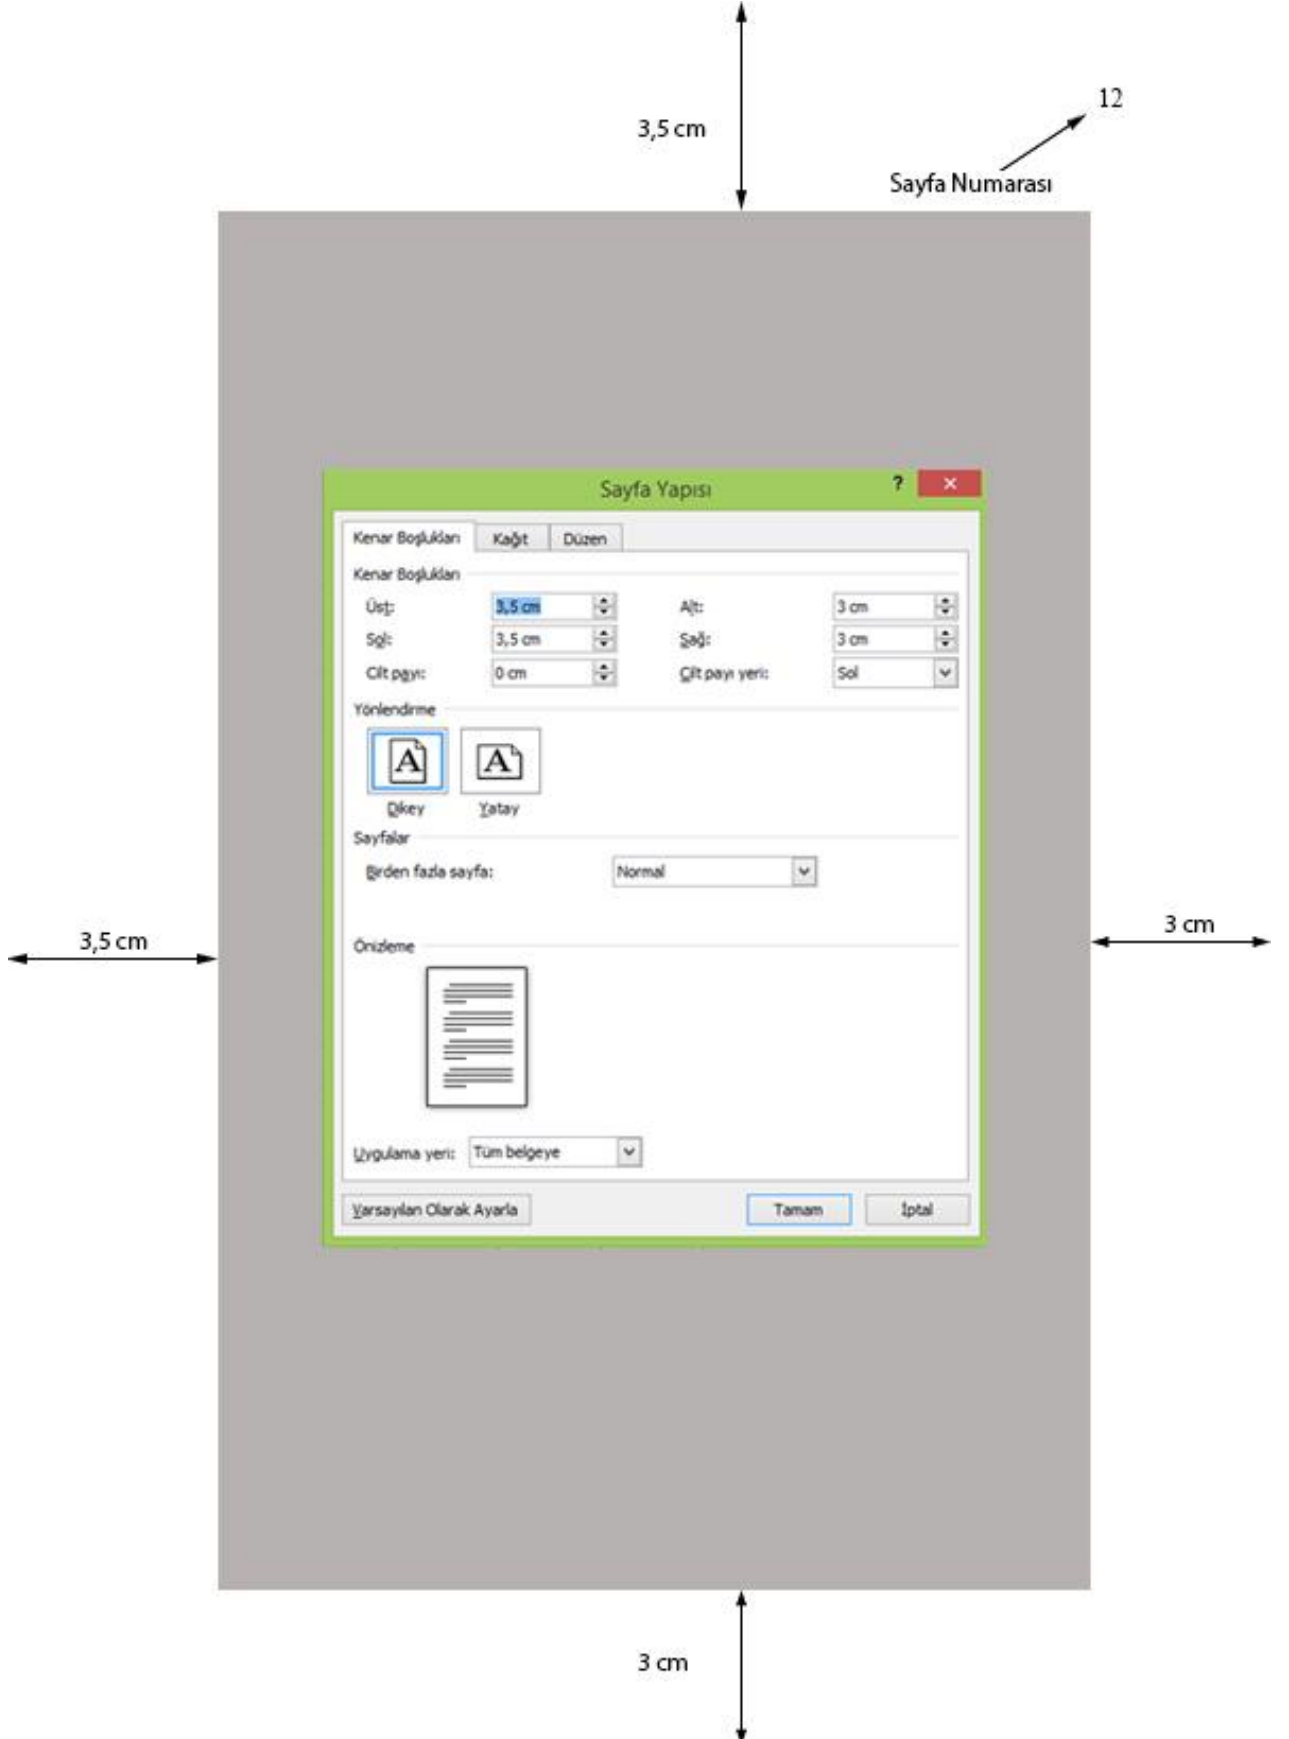 12
3,5 cm
Sayfa Numarası
Sayfa Yapısı ?
Kenar Boşlukları Kağıt Düzen
Kenar Boşlukları
Üst: 3,5 cm Alt: 3 cm
Sol: 3,5 cm Sağ: 3 cm
Cilt payı: 0 cm Cilt payı yeri: Sol
Yönlendirme
A A
Dikey Yatay
Sayfalar
Birden fazla sayfa: Normal
3 cm
3,5 cm
Önizleme
Uygulama yeri: Tüm belgeye
Varsayılan Olarak Ayarla Tamam İptal
3 cm